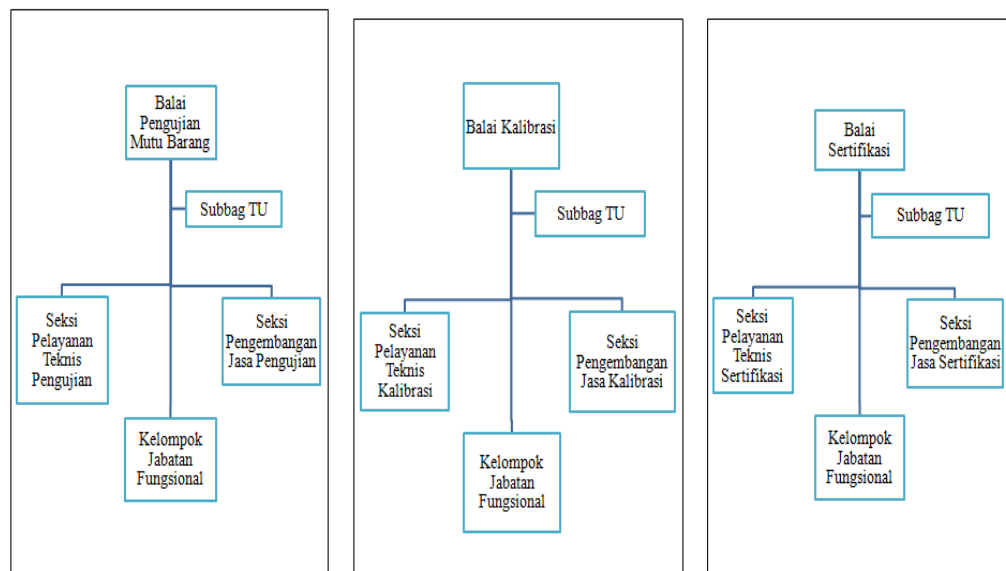 Balai
Pengujian
Mutu Barang
Subbag TU
Seksi
Pelayanan
Teknis
Pengujian
Seksi
Pengembangan
Jasa Pengujian
Kelompok
Jabatan
Fungsional
Balai Kalibrasi
Subbag TU
Seksi
Pelayanan
Teknis
Kalibrasi
Seksi
Pengembangan
Jasa Kalibrasi
Kelompok
Jabatan
Fungsional
Balai
Sertifikasi
Subbag TU
Seksi
Pelayanan
Teknis
Sertifikasi
Seksi
Pengembangan
Jasa Sertifikasi
Kelompok
Jabatan
Fungsional